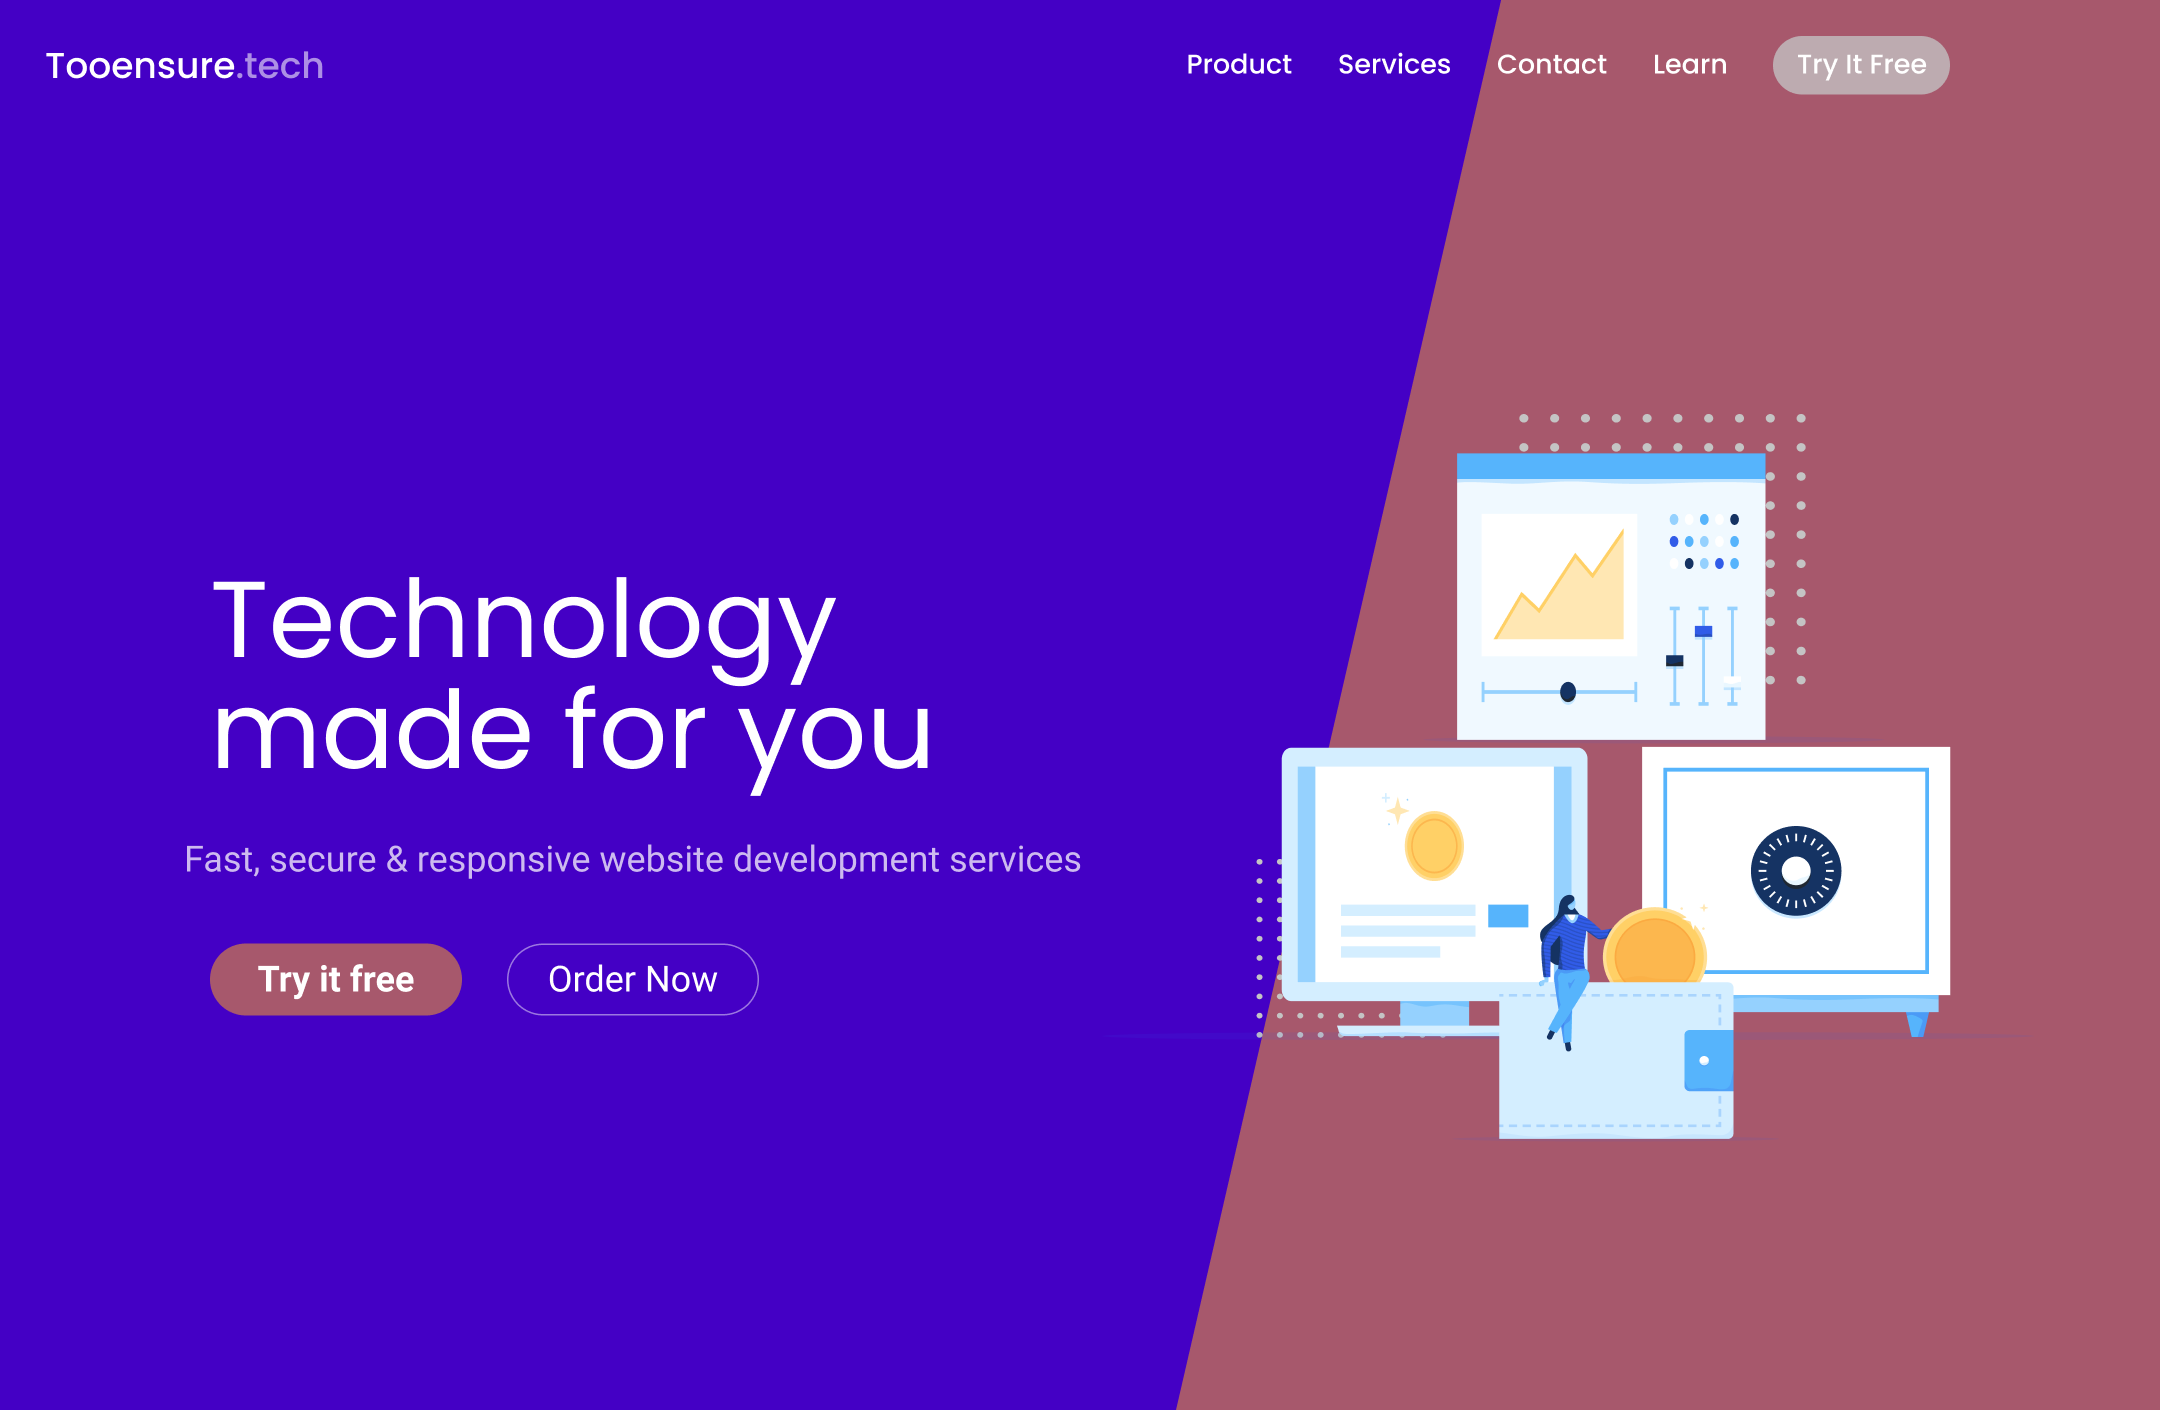 Tooensure.tech
Product Services Contact Learn Try It Free
Technology
made for you
Fast, secure & responsive website development services
Try it free Order Now